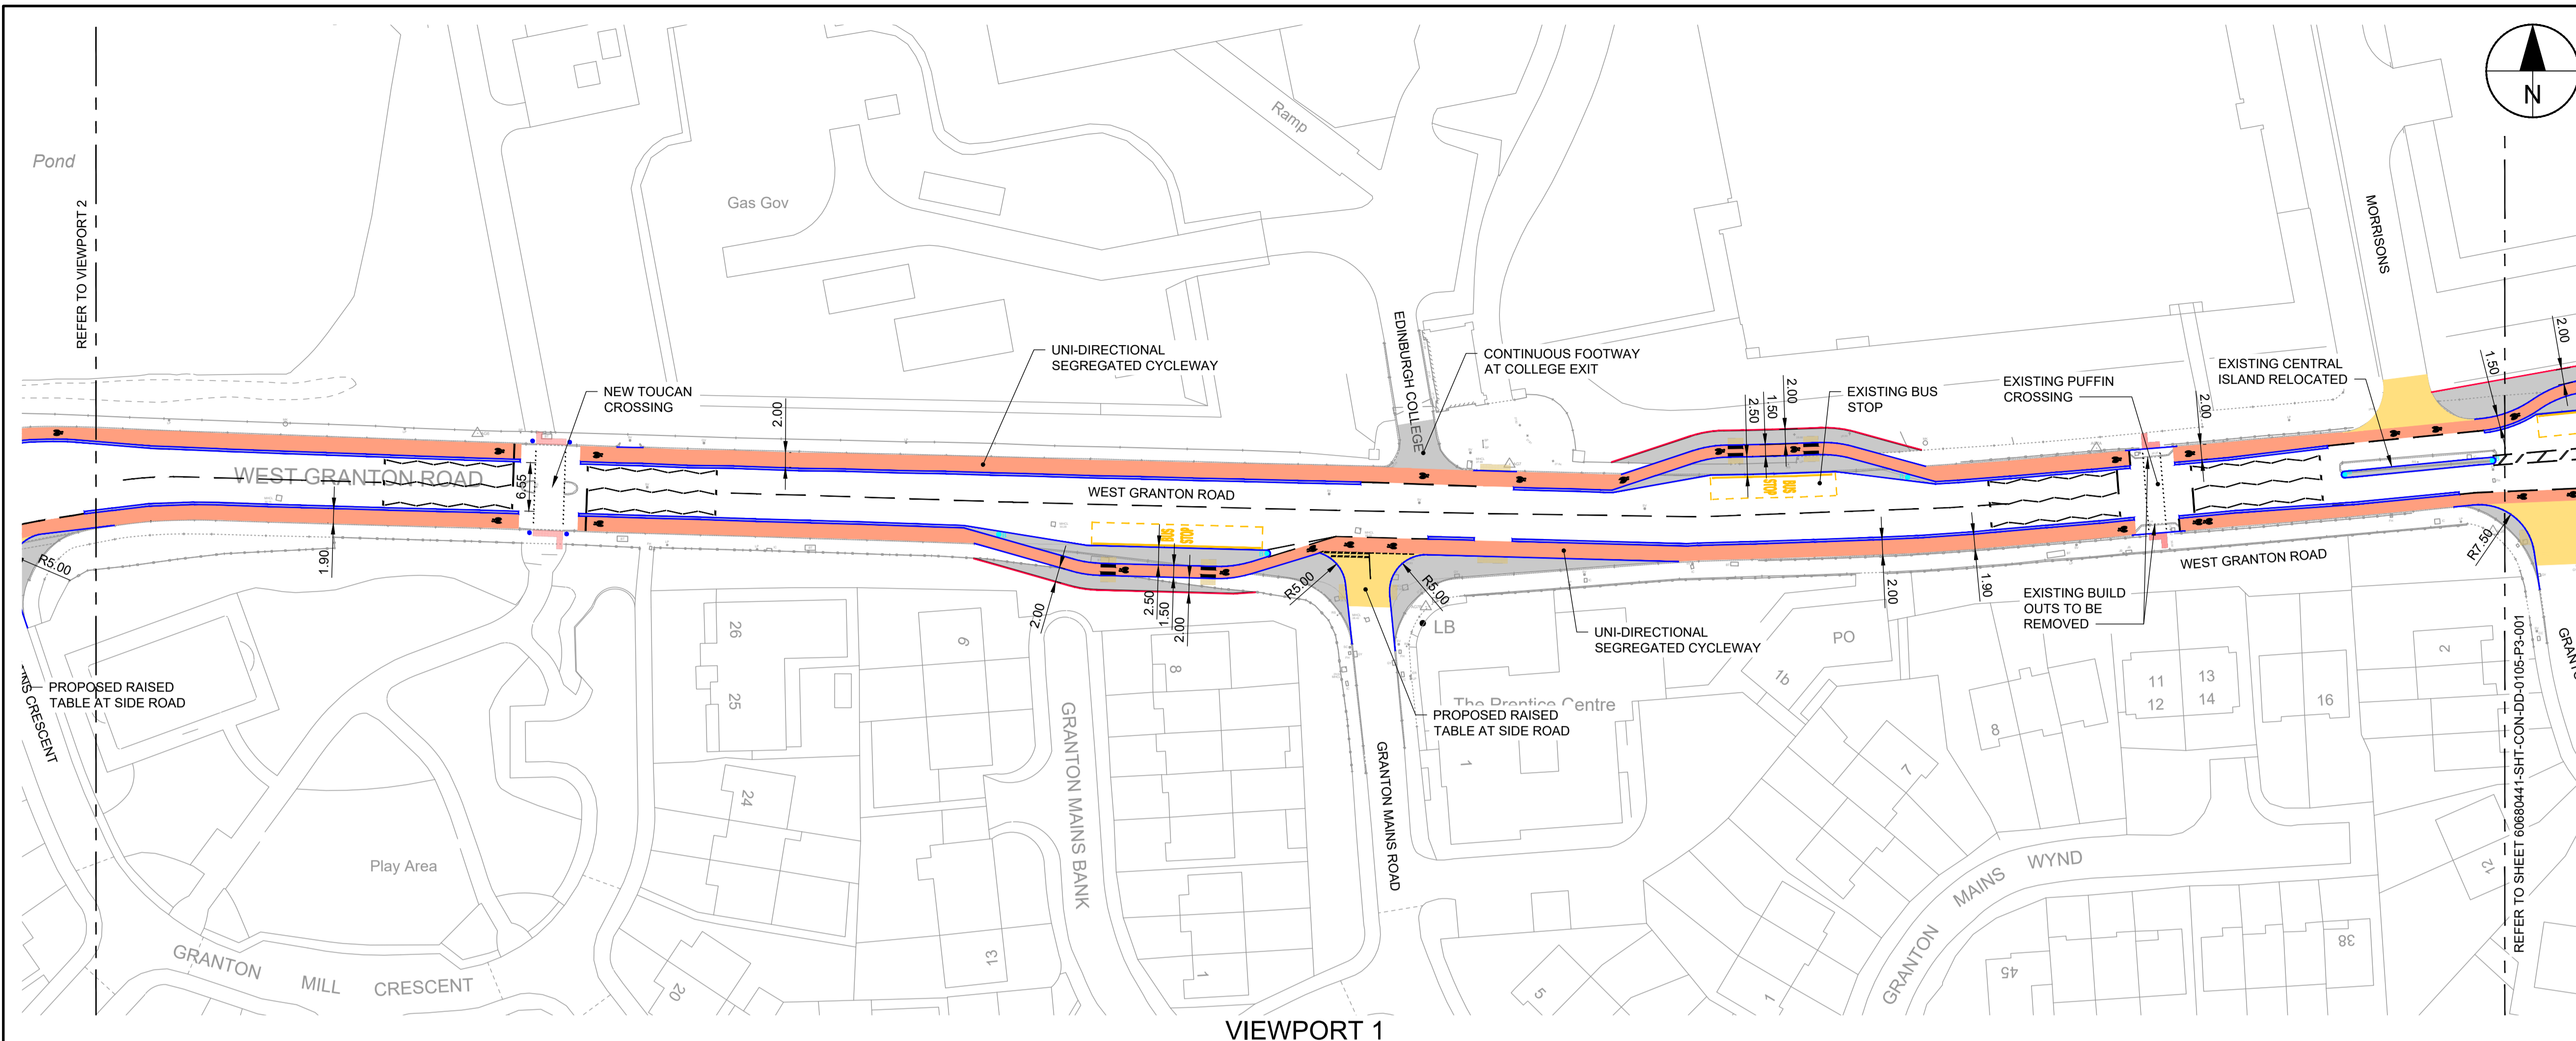 N
Pond
REFER TO VIEWPORT 2
Gas Gov
Ramp
MORRISONS
UNI-DIRECTIONAL
SEGREGATED CYCLEWAY
EDINBURGH COLLEGE
CONTINUOUS FOOTWAY
AT COLLEGE EXIT
EXISTING BUS
STOP
EXISTING PUFFIN
CROSSING
EXISTING CENTRAL
ISLAND RELOCATED
1.50
2.00
NEW TOUCAN
CROSSING
2.00
2.50
1.50
2.00
2.00
WEST GRANTON ROAD
6.55
WEST GRANTON ROAD
BUS
STOP
BUS
STOP
R5.00
1.90
2.00
2.50
1.50
2.00
R5.00
R5.00
LB
UNI-DIRECTIONAL
SEGREGATED CYCLEWAY
2.00
1.90
WEST GRANTON ROAD
R7.50
EXISTING BUILD
OUTS TO BE
REMOVED
PROPOSED RAISED
TABLE AT SIDE ROAD
NS CRESCENT
26
25
9
8
PO
1b
The Prentice Centre
PROPOSED RAISED
TABLE AT SIDE ROAD
GRANTON MAINS ROAD
GRANTON MAINS BANK
1
7
8
11
12
13
14
16
2
12
REFER TO SHEET 60680441-SHT-CON-DD-0105-P3-001
24
Play Area
GRANTON MILL CRESCENT
20
13
1
5
1
GRANTON MAINS WYND
45
38
VIEWPORT 1